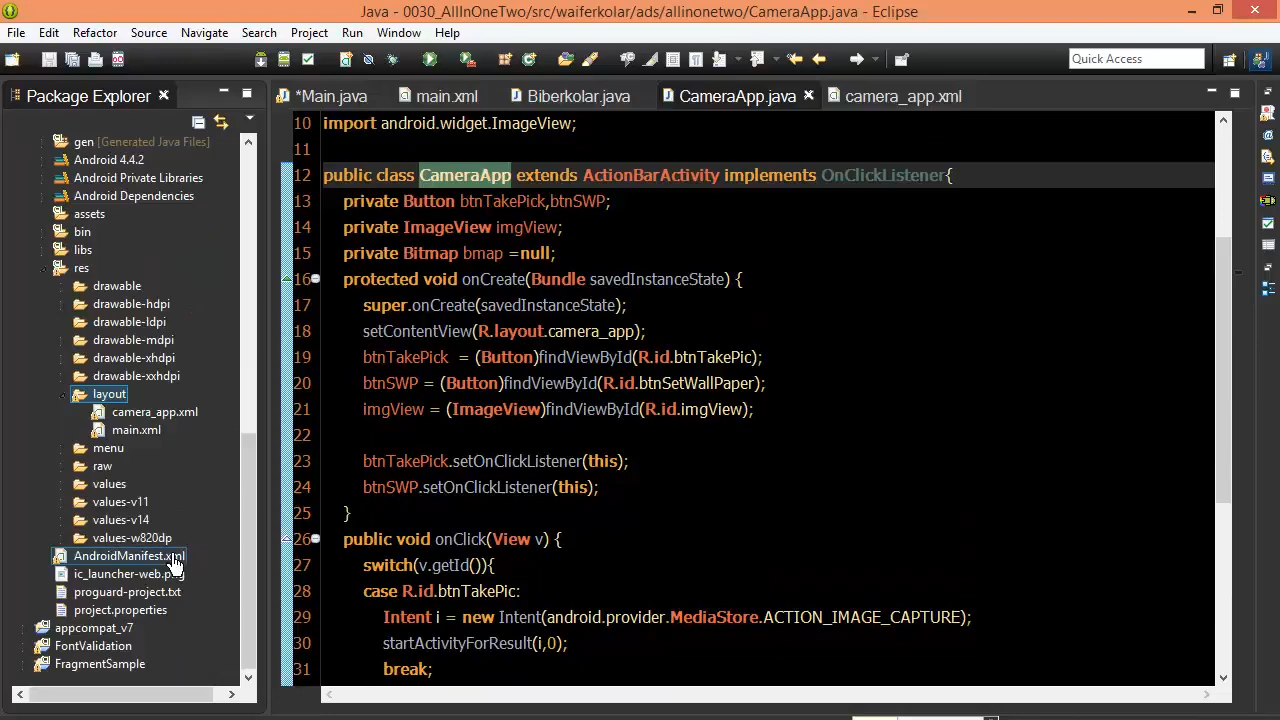 Java - 0030_AllInOneTwo/src/waiferkolar/ads/allinonetwo/CameraApp.java - Eclipse
File Edit Refactor Source Navigate Search Project Run Window Help
Quick Access
Package Explorer
*Main.java main.xml Biberkolar.java CameraApp.java camera_app.xml
gen [Generated Java Files]
Android 4.4.2
Android Private Libraries
Android Dependencies
assets
bin
libs
res
drawable
drawable-hdpi
drawable-ldpi
drawable-mdpi
drawable-xhdpi
drawable-xxhdpi
layout
camera_app.xml
main.xml
menu
raw
values
values-v11
values-v14
values-w820dp
AndroidManifest.xml
ic_launcher-web.png
proguard-project.txt
project.properties
appcompat_v7
FontValidation
FragmentSample
10 import android.widget.ImageView;
11
12 public class CameraApp extends ActionBarActivity implements OnClickListener{
13 private Button btnTakePick,btnSWP;
14 private ImageView imgView;
15 private Bitmap bmap =null;
16 protected void onCreate(Bundle savedInstanceState) {
17 super.onCreate(savedInstanceState);
18 setContentView(R.layout.camera_app);
19 btnTakePick = (Button)findViewById(R.id.btnTakePic);
20 btnSWP = (Button)findViewById(R.id.btnSetWallPaper);
21 imgView = (ImageView)findViewById(R.id.imgView);
22
23 btnTakePick.setOnClickListener(this);
24 btnSWP.setOnClickListener(this);
25 }
26 public void onClick(View v) {
27 switch(v.getId()){
28 case R.id.btnTakePic:
29 Intent i = new Intent(android.provider.MediaStore.ACTION_IMAGE_CAPTURE);
30 startActivityForResult(i,0);
31 break;